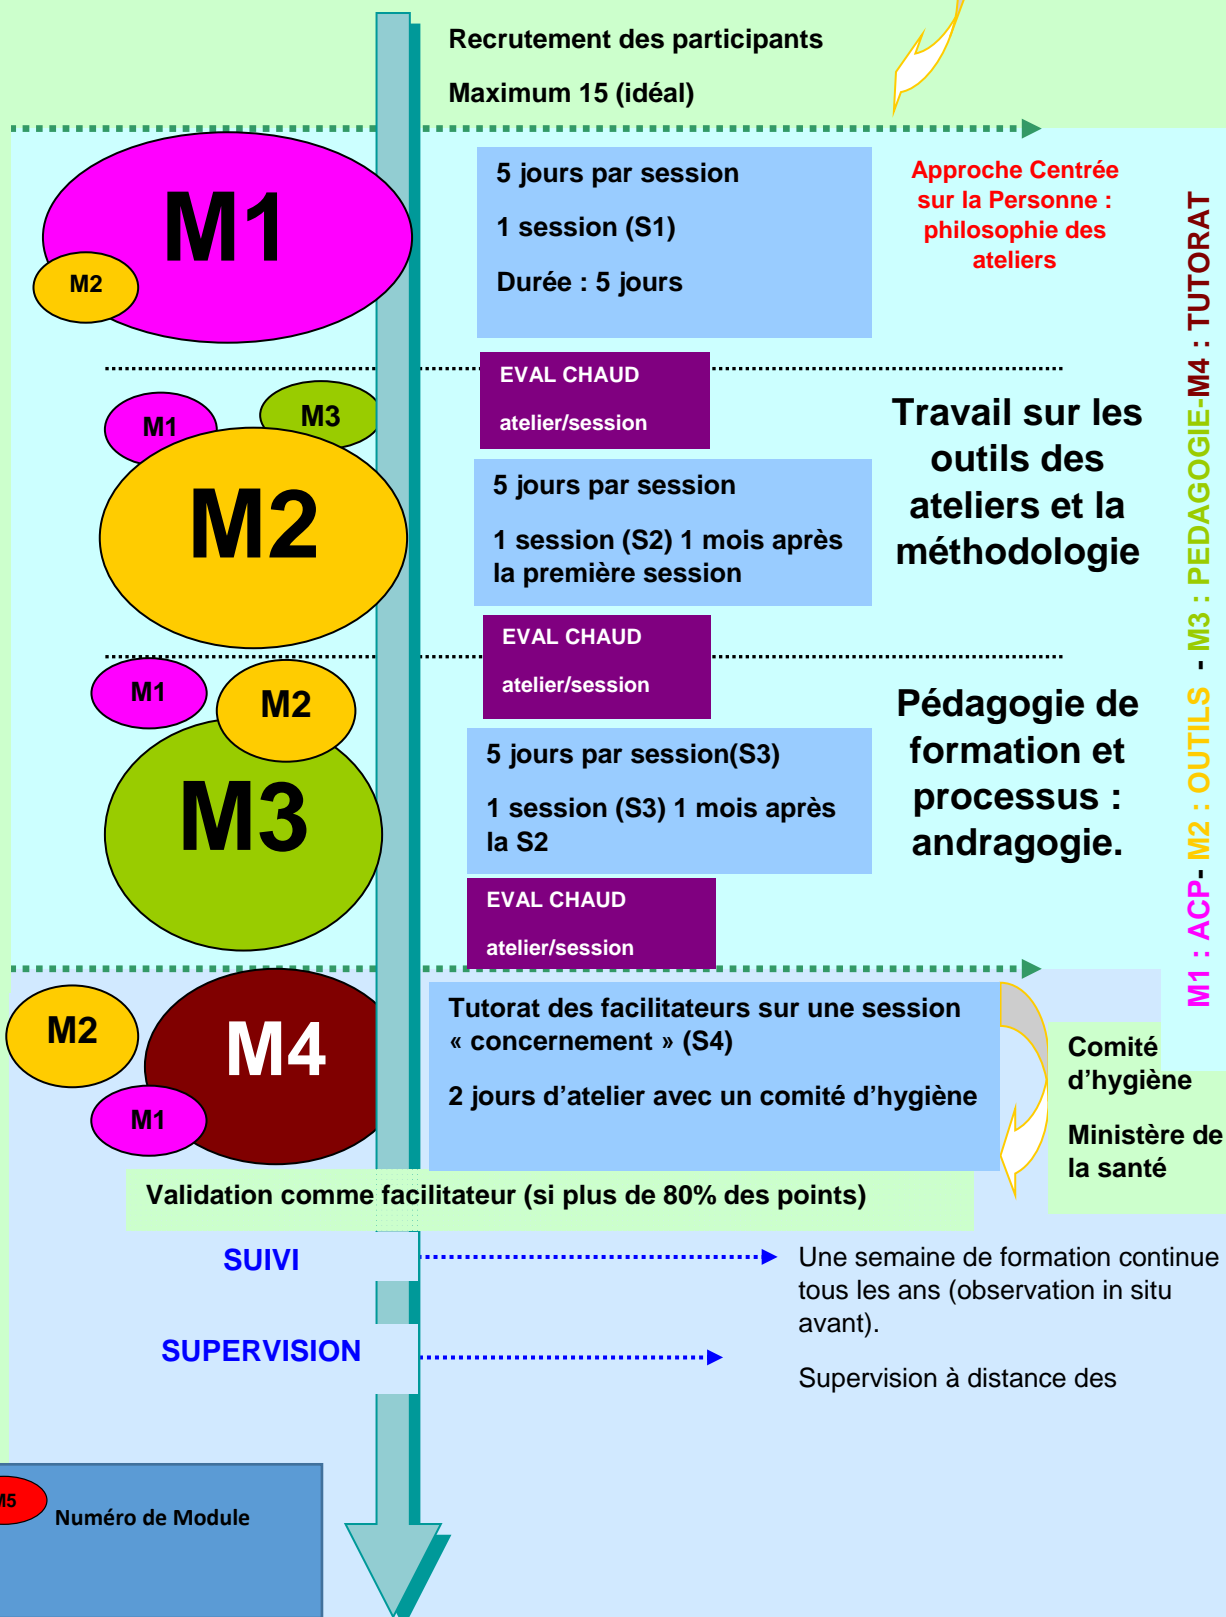 Recrutement des participants
Maximum 15 (idéal)
M1
M2
5 jours par session
1 session (S1)
Durée : 5 jours
Approche Centrée
sur la Personne :
philosophie des
ateliers
EVAL CHAUD
atelier/session
M1
M3
M2
5 jours par session
1 session (S2) 1 mois après
la première session
Travail sur les
outils des
ateliers et la
méthodologie
EVAL CHAUD
atelier/session
M1
M2
M3
5 jours par session(S3)
1 session (S3) 1 mois après
la S2
Pédagogie de
formation et
processus :
andragogie.
EVAL CHAUD
atelier/session
M1 : ACP- M2 : OUTILS - M3 : PEDAGOGIE-M4 : TUTORAT
M2
M4
M1
Tutorat des facilitateurs sur une session
« concernement » (S4)
2 jours d'atelier avec un comité d'hygiène
Comité
d'hygiène
Ministère de
la santé
Validation comme facilitateur (si plus de 80% des points)
SUIVI
Une semaine de formation continue
tous les ans (observation in situ
avant).
SUPERVISION
Supervision à distance des
M5
Numéro de Module